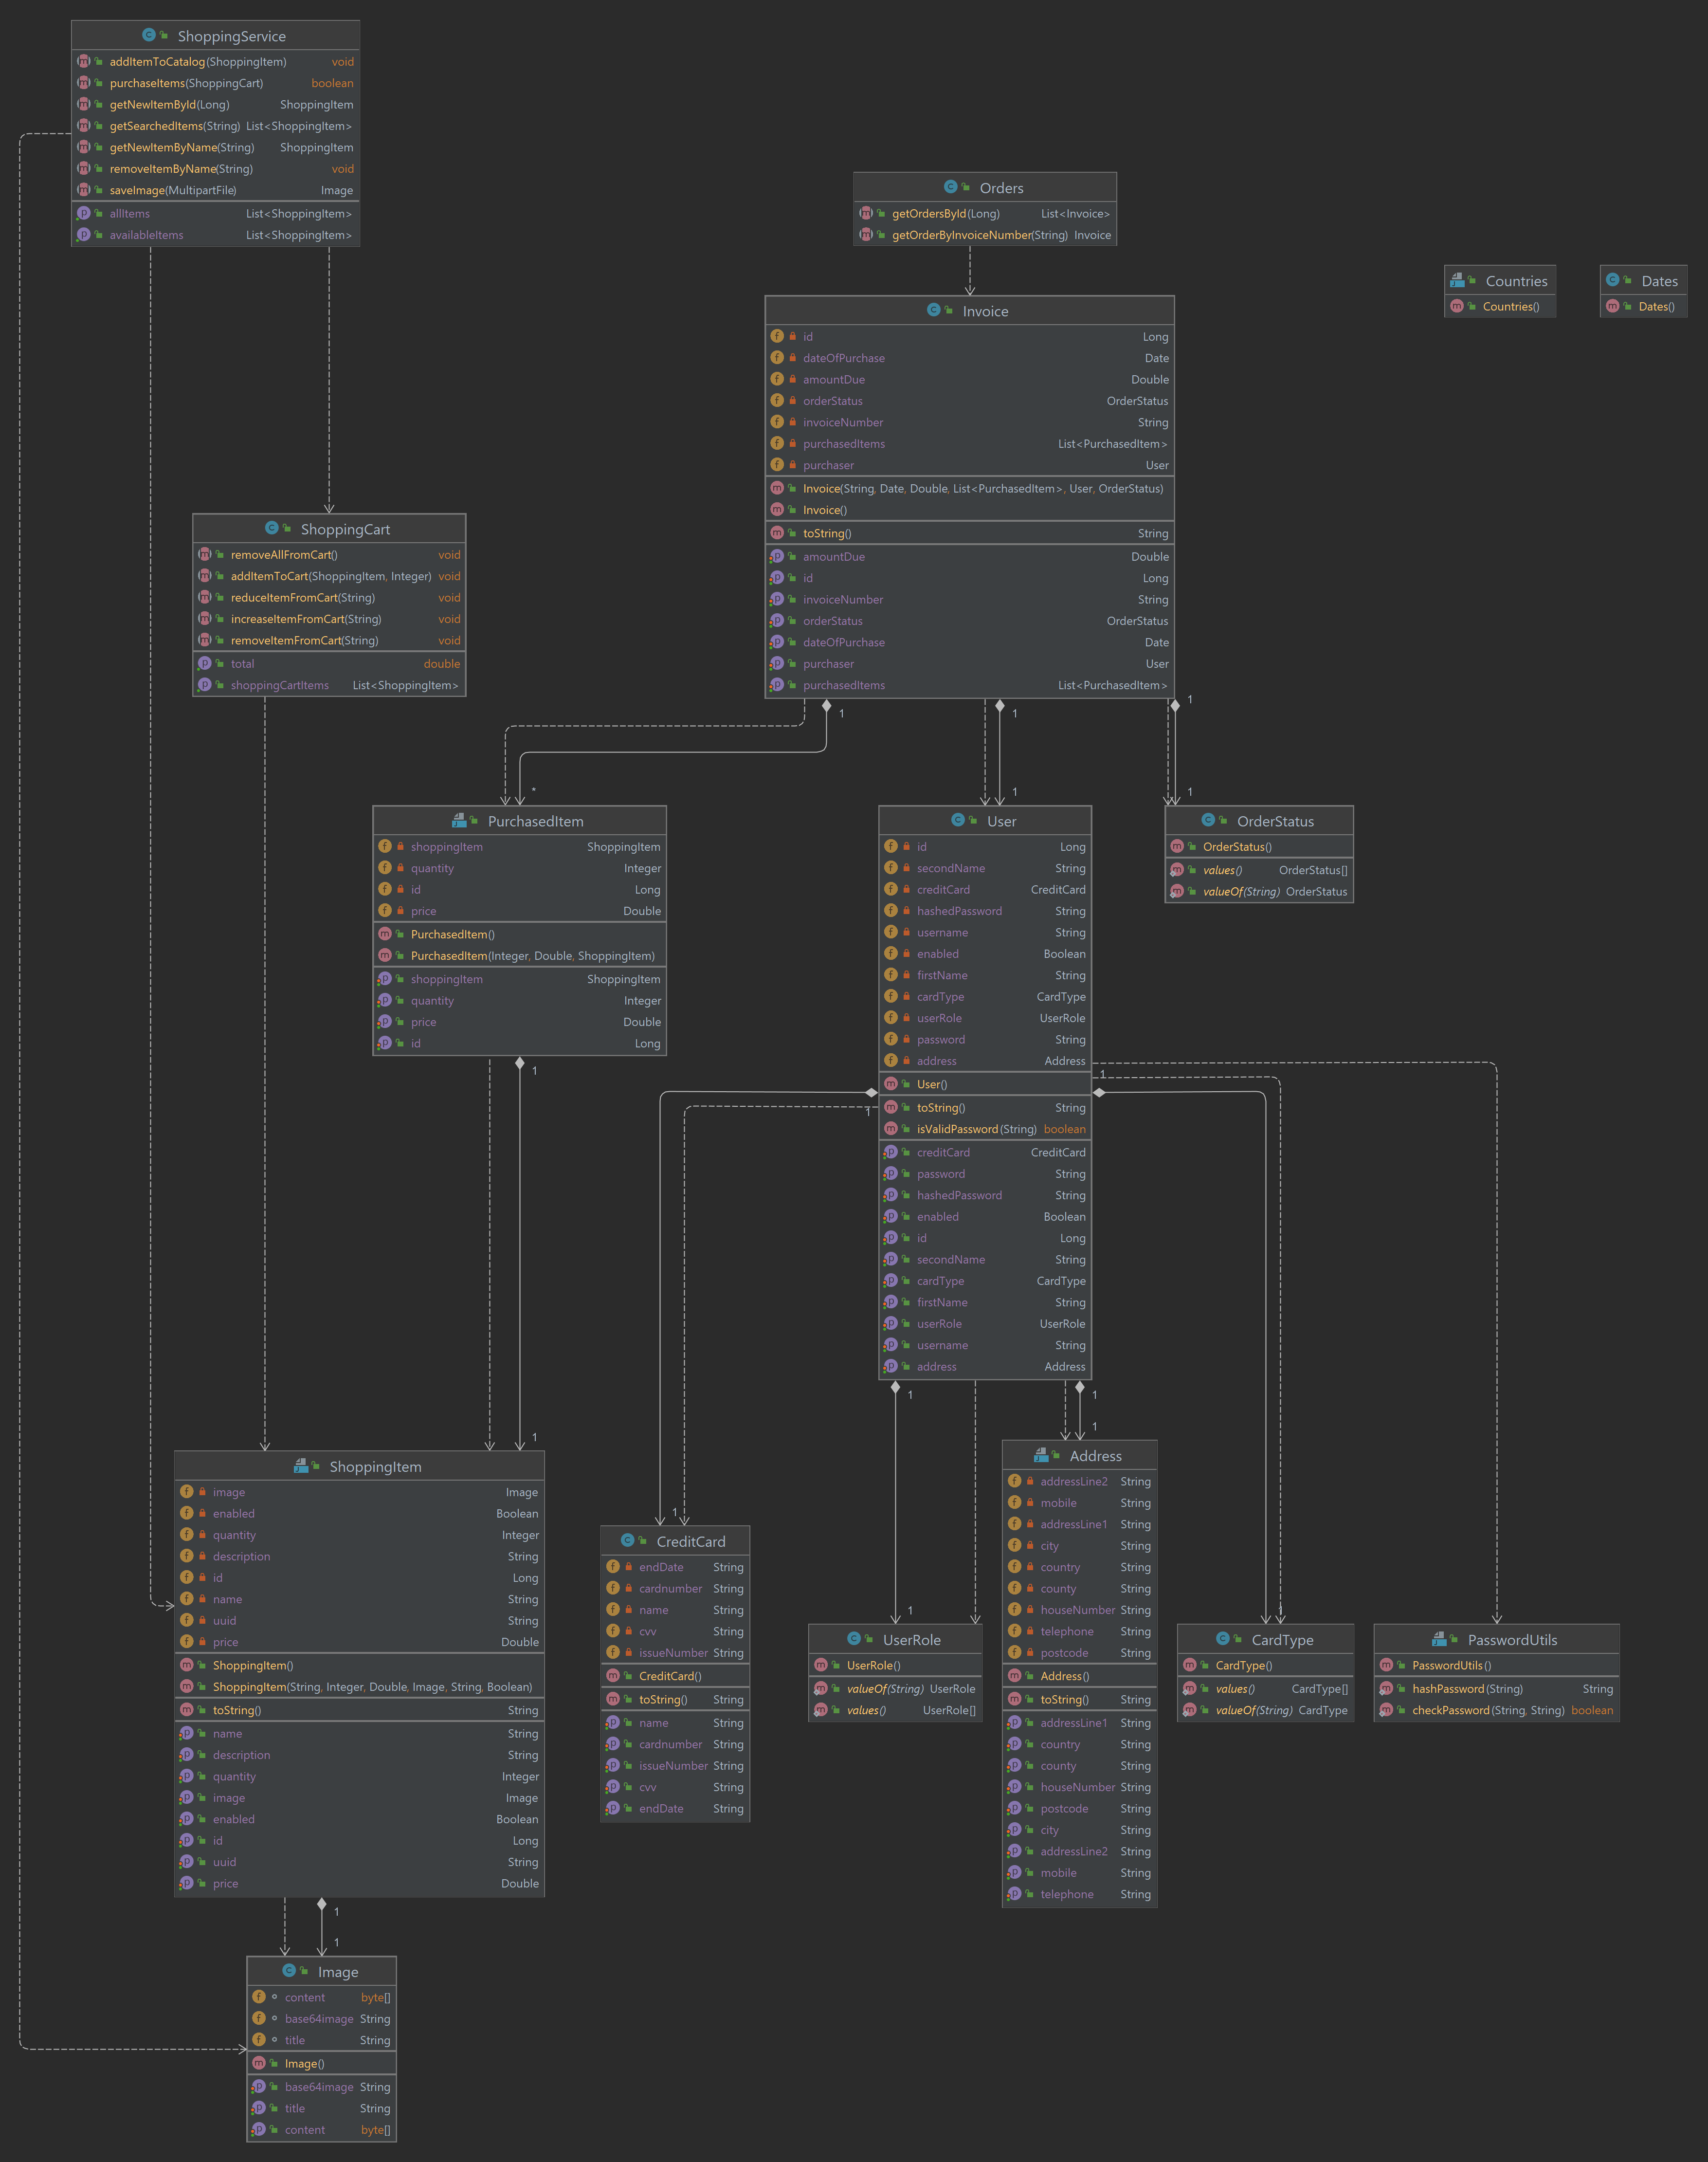 ShoppingService
addItemToCatalog(ShoppingItem) void
purchaseItems(ShoppingCart) boolean
getNewItemById(Long) ShoppingItem
getSearchedItems(String) List<ShoppingItem>
getNewItemByName(String) ShoppingItem
removeItemByName(String) void
saveImage(MultipartFile) Image
allItems List<ShoppingItem>
availableItems List<ShoppingItem>
Orders
getOrdersById(Long) List<Invoice>
getOrderByInvoiceNumber(String) Invoice
Countries
Countries()
Dates
Dates()
Invoice
id Long
dateOfPurchase Date
amountDue Double
orderStatus OrderStatus
invoiceNumber String
purchasedItems List<PurchasedItem>
purchaser User
Invoice(String, Date, Double, List<PurchasedItem>, User, OrderStatus)
Invoice()
toString() String
amountDue Double
id Long
invoiceNumber String
orderStatus OrderStatus
dateOfPurchase Date
purchaser User
purchasedItems List<PurchasedItem>
ShoppingCart
removeAllFromCart() void
addItemToCart(ShoppingItem, Integer) void
reduceItemFromCart(String) void
increaseItemFromCart(String) void
removeItemFromCart(String) void
total double
shoppingCartItems List<ShoppingItem>
1
1
1
*
1
1
PurchasedItem
shoppingItem ShoppingItem
quantity Integer
id Long
price Double
PurchasedItem()
PurchasedItem(Integer, Double, ShoppingItem)
shoppingItem ShoppingItem
quantity Integer
price Double
id Long
User
id Long
secondName String
creditCard CreditCard
hashedPassword String
username String
enabled Boolean
firstName String
cardType CardType
userRole UserRole
password String
address Address
User()
toString() String
isValidPassword(String) boolean
creditCard CreditCard
password String
hashedPassword String
enabled Boolean
id Long
secondName String
cardType CardType
firstName String
userRole UserRole
username String
address Address
OrderStatus
OrderStatus()
values() OrderStatus[]
valueOf(String) OrderStatus
1
1
1
1
1
1
1
1
1
1
ShoppingItem
image Image
enabled Boolean
quantity Integer
description String
id Long
name String
uuid String
price Double
ShoppingItem()
ShoppingItem(String, Integer, Double, Image, String, Boolean)
toString() String
name String
description String
quantity Integer
image Image
enabled Boolean
id Long
uuid String
price Double
CreditCard
endDate String
cardnumber String
name String
cvv String
issueNumber String
CreditCard()
toString() String
name String
cardnumber String
issueNumber String
cvv String
endDate String
UserRole
UserRole()
valueOf(String) UserRole
values() UserRole[]
Address
addressLine2 String
mobile String
addressLine1 String
city String
country String
county String
houseNumber String
telephone String
postcode String
Address()
toString() String
addressLine1 String
country String
county String
houseNumber String
postcode String
city String
addressLine2 String
mobile String
telephone String
CardType
CardType()
values() CardType[]
valueOf(String) CardType
PasswordUtils
PasswordUtils()
hashPassword(String) String
checkPassword(String, String) boolean
1
1
Image
content byte[]
base64image String
title String
Image()
base64image String
title String
content byte[]